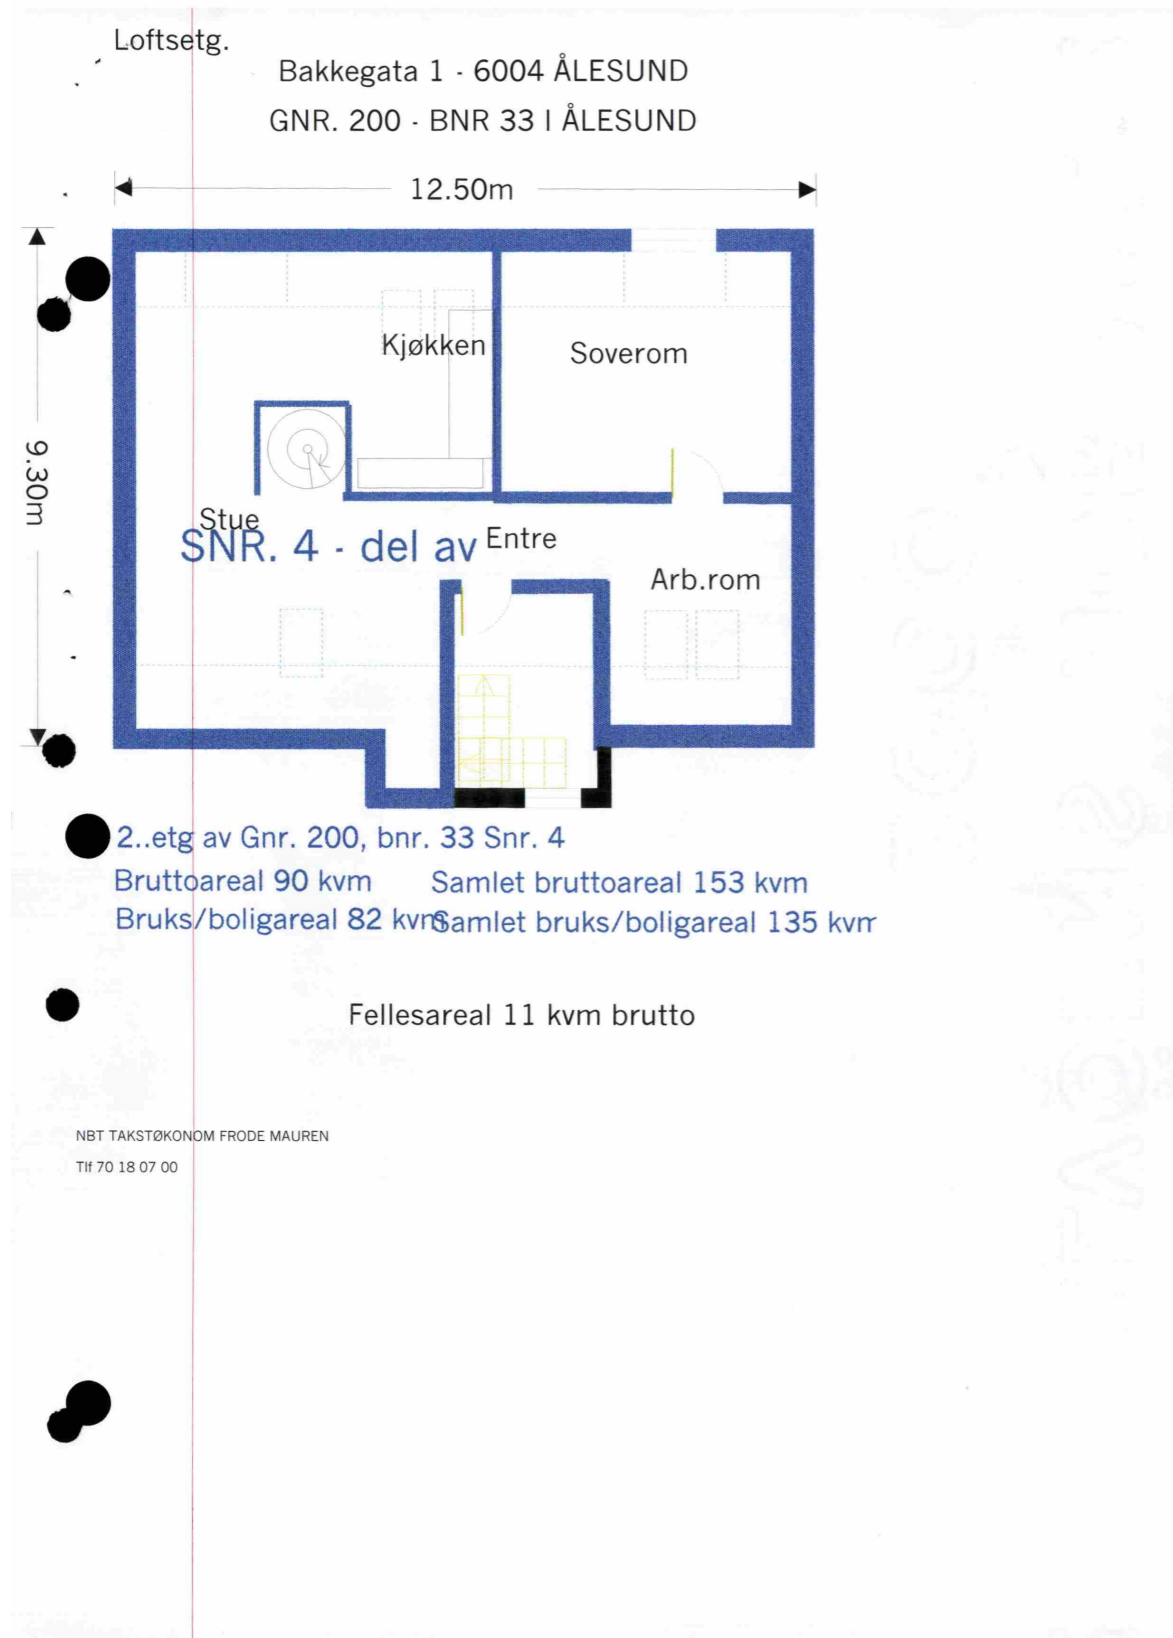 Loftsetg.
Bakkegata 1 - 6004 ÅLESUND
GNR. 200 - BNR 33 I ÅLESUND
12.50m
9.30m
Kjøkken
Soverom
Stue
SNR. 4 - del av
Entre
Arb.rom
2..etg av Gnr. 200, bnr. 33 Snr. 4
Bruttoareal 90 kvm Samlet bruttoareal 153 kvm
Bruks/boligareal 82 kvm Samlet bruks/boligareal 135 kvm
Fellesareal 11 kvm brutto
NBT TAKSTØKONOM FRODE MAUREN
Tlf 70 18 07 00